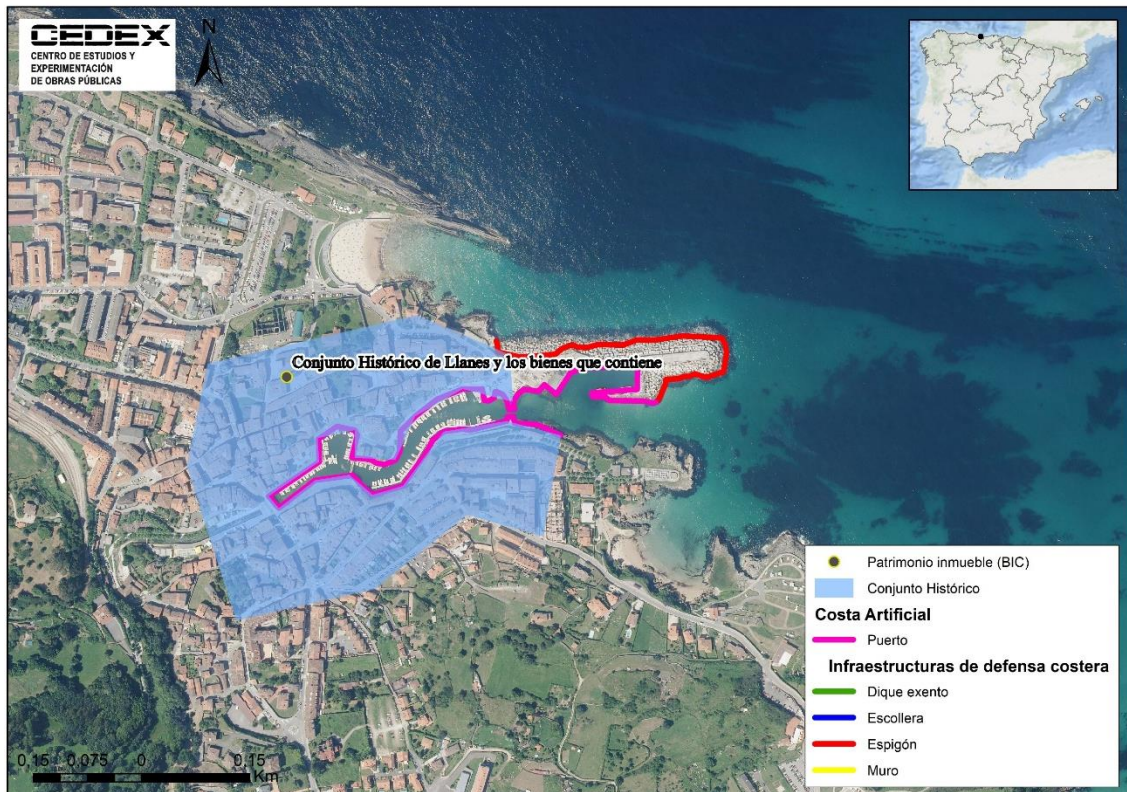 CEDEX
CENTRO DE ESTUDIOS Y
EXPERIMENTACIÓN
DE OBRAS PÚBLICAS
N
Conjunto Histórico de Llanes y los bienes que contiene
Patrimonio inmueble (BIC)
Conjunto Histórico
Costa Artificial
Puerto
Infraestructuras de defensa costera
Dique exento
Escollera
Espigón
Muro
0,15 0,075 0 0,15
Km